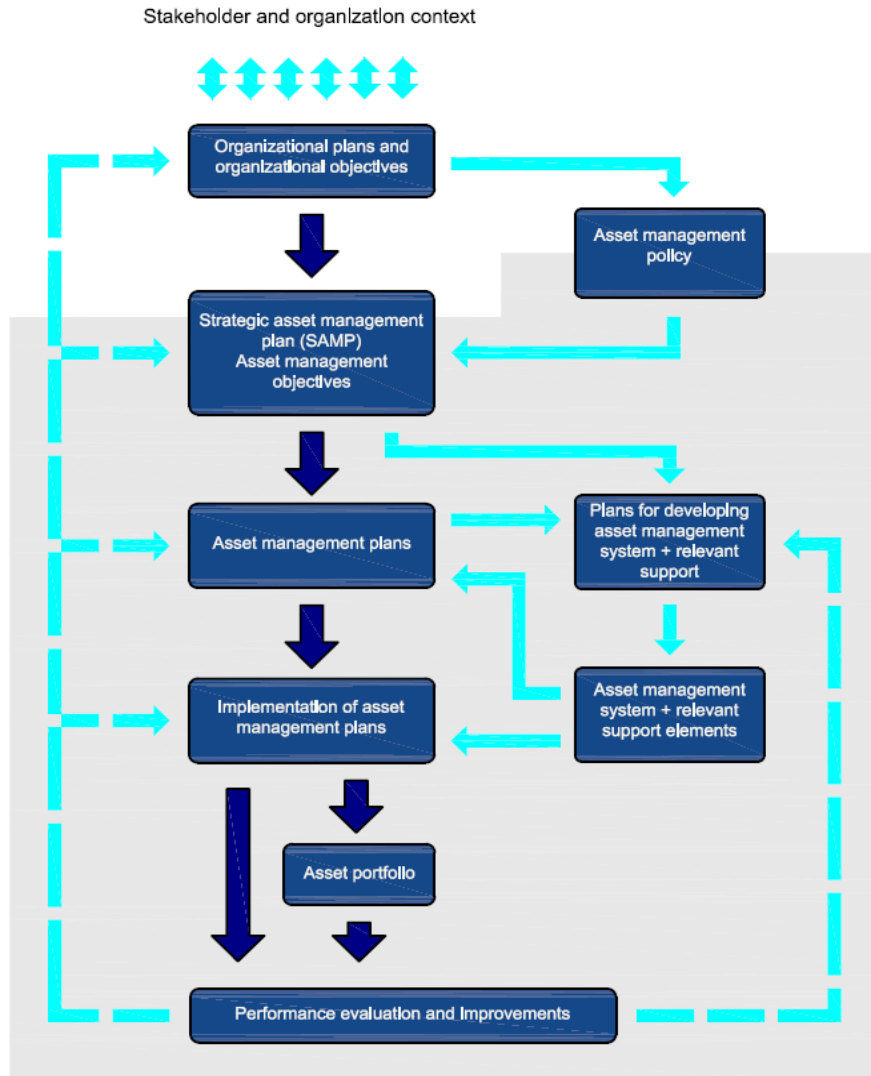 Stakeholder and organization context
Organizational plans and
organizational objectives
Asset management
policy
Strategic asset management
plan (SAMP)
Asset management
objectives
Asset management plans
Plans for developing
asset management
system + relevant
support
Implementation of asset
management plans
Asset management
system + relevant
support elements
Asset portfolio
Performance evaluation and Improvements